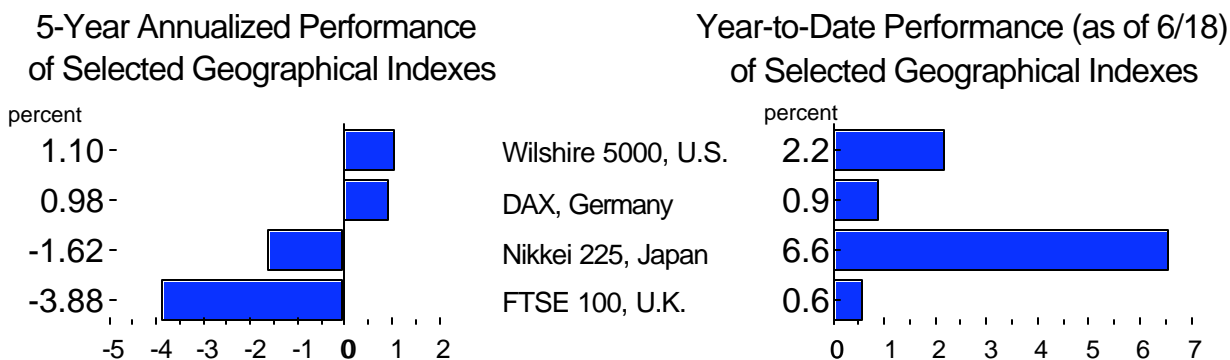 5-Year Annualized Performance
of Selected Geographical Indexes
percent
1.10
0.98
-1.62
-3.88
-5 -4 -3 -2 -1 0 1 2
Wilshire 5000, U.S.
DAX, Germany
Nikkei 225, Japan
FTSE 100, U.K.
Year-to-Date Performance (as of 6/18)
of Selected Geographical Indexes
percent
2.2
0.9
6.6
0.6
0 1 2 3 4 5 6 7